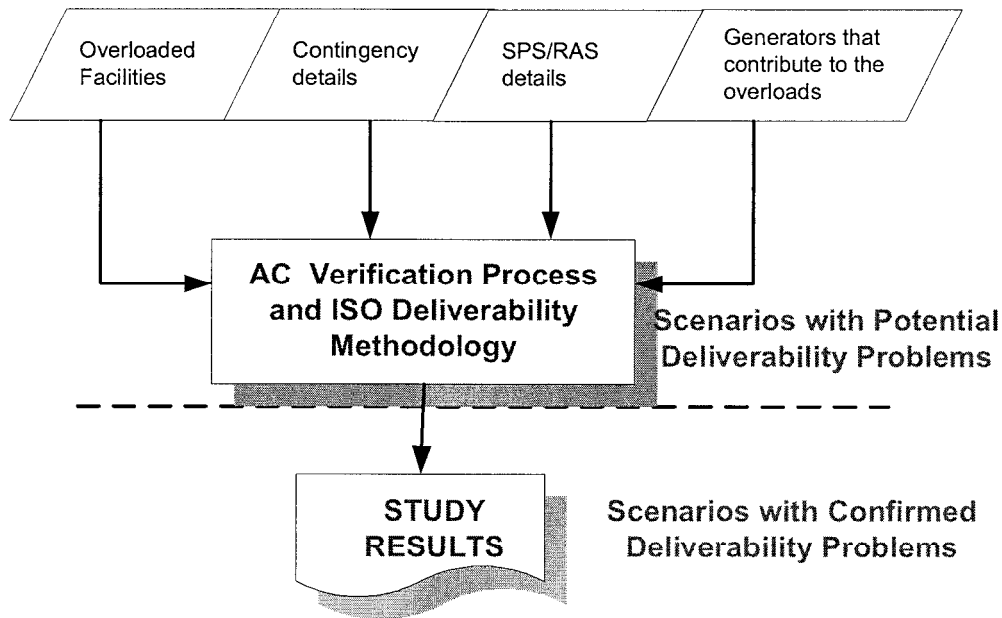 Overloaded
Facilities
Contingency
details
SPS/RAS
details
Generators that
contribute to the
overloads
AC Verification Process
and ISO Deliverability
Methodology
Scenarios with Potential
Deliverability Problems
STUDY
RESULTS
Scenarios with Confirmed
Deliverability Problems